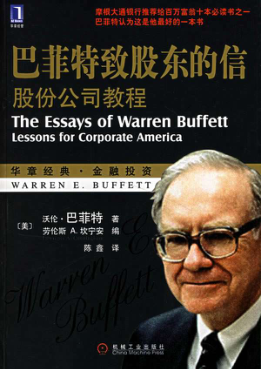 摩根大通银行推荐给百万富翁十本必读书之一
巴菲特认为这是他最好的一本书
华章经管
巴菲特致股东的信
股份公司教程
The Essays of Warren Buffett
Lessons for Corporate America
华章经典·金融投资
WARREN E. BUFFETT
[美]
沃伦·巴菲特 著
劳伦斯 A. 坎宁安 编
陈鑫 译
Warren E.
Buffett
机械工业出版社
China Machine Press